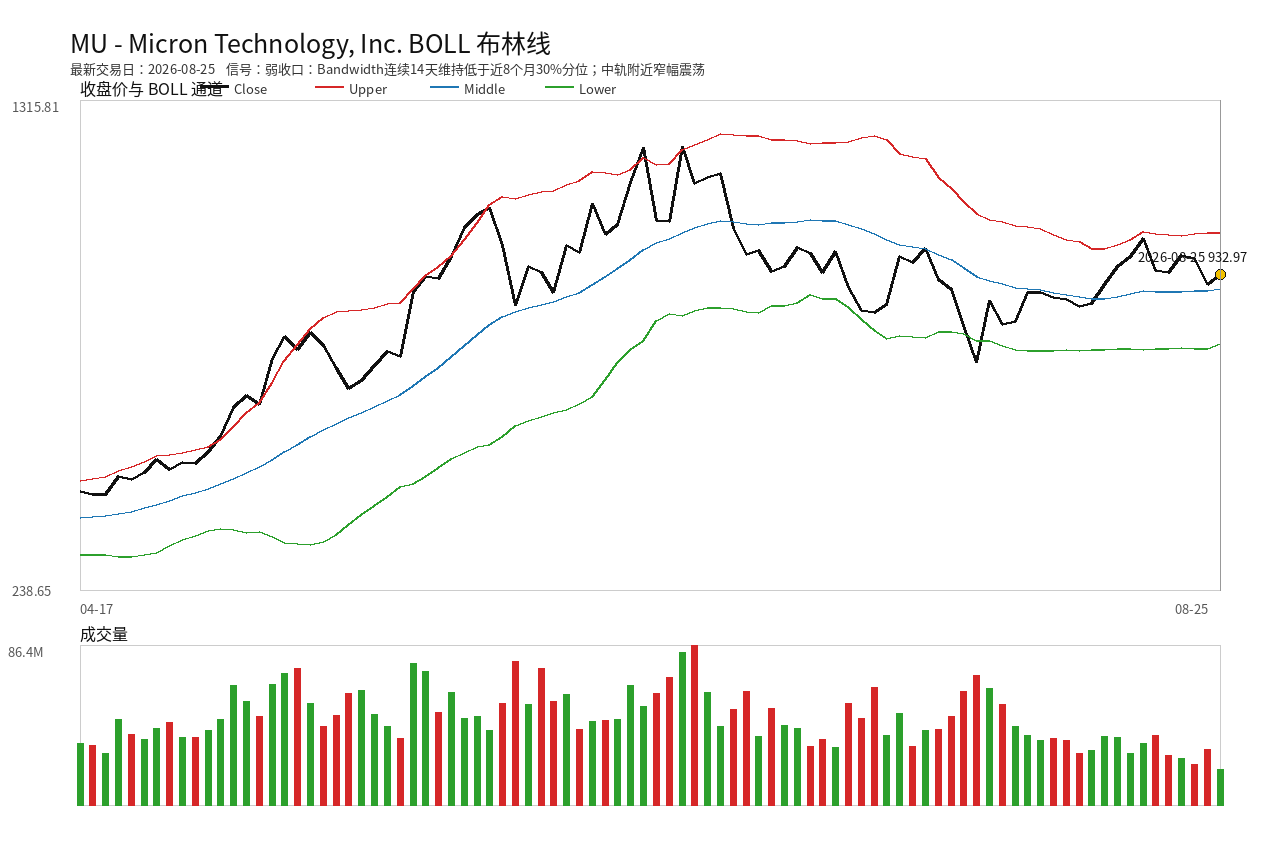 MU - Micron Technology, Inc. BOLL 布林线
最新交易日：2026-08-25 信号：弱收口：Bandwidth连续14天维持低于近8个月30%分位；中轨附近窄幅震荡
收盘价与 BOLL 通道 Close Upper Middle Lower
1315.81
2026-08-25 932.97
238.65
04-17 08-25
成交量
86.4M